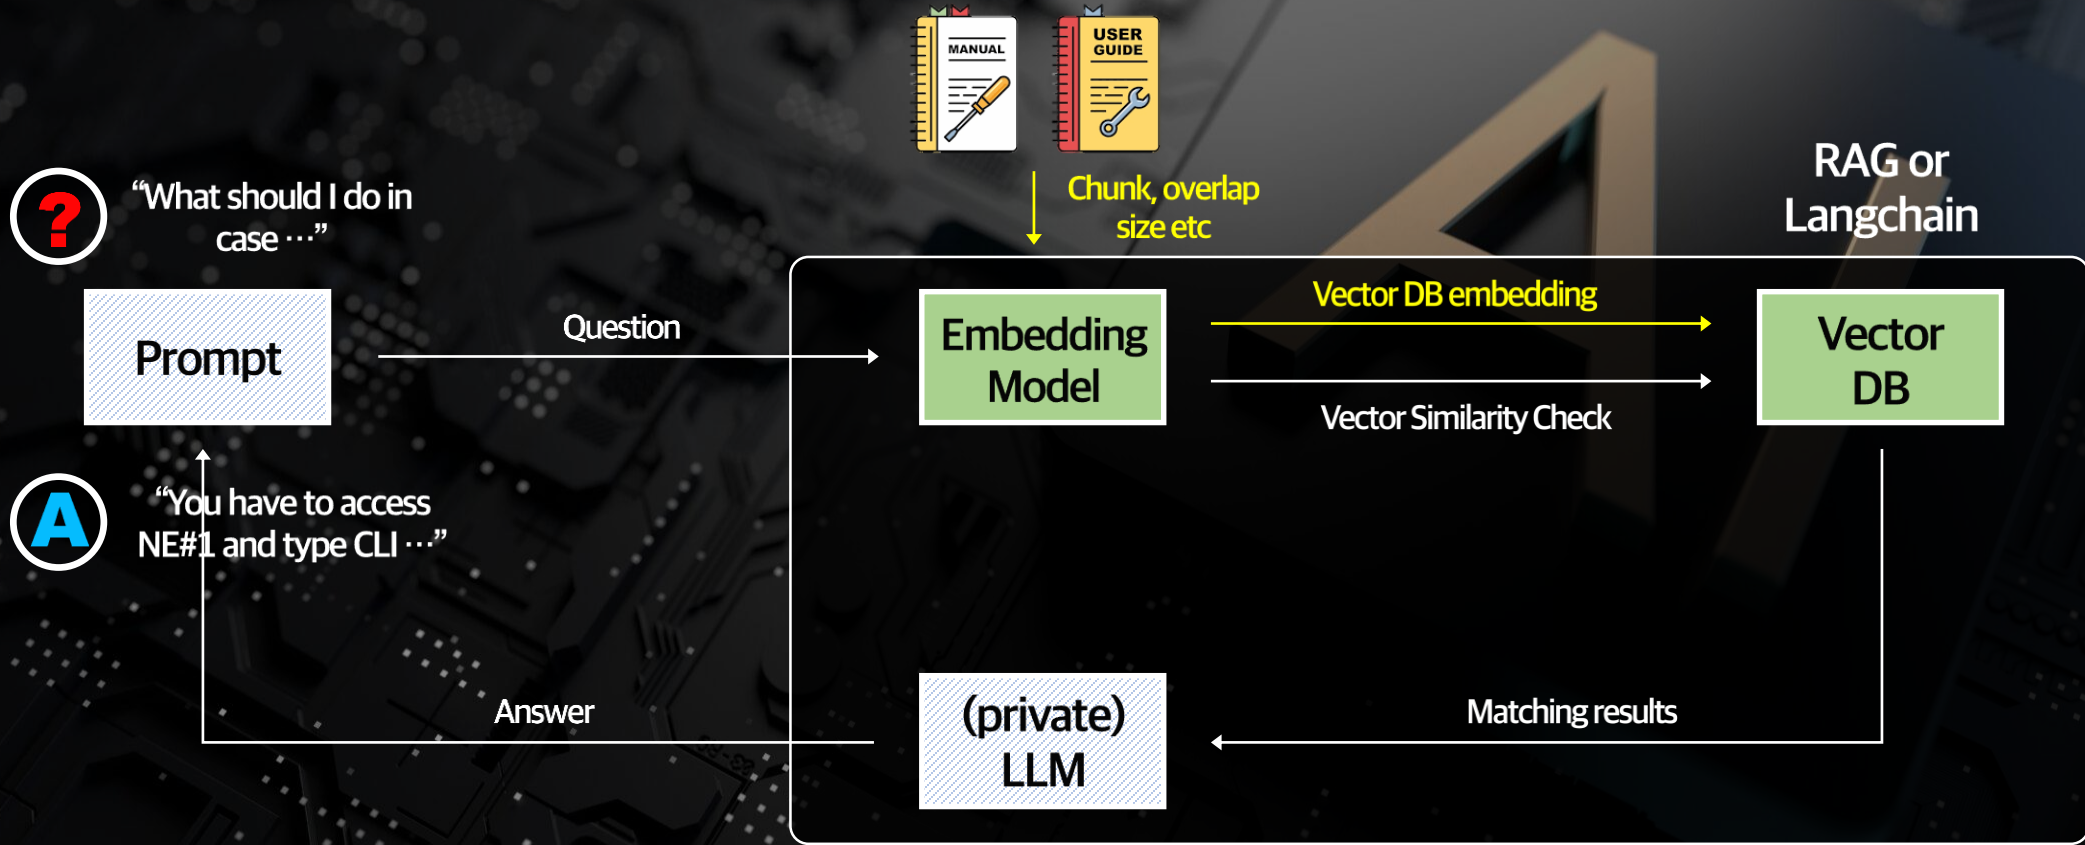 MANUAL
USER
GUIDE
Chunk, overlap
size etc
RAG or
Langchain
?
“What should I do in
case ···”
Prompt
Question
Embedding
Model
Vector DB embedding
Vector Similarity Check
Vector
DB
A
“You have to access
NE#1 and type CLI ···”
Answer
(private)
LLM
Matching results